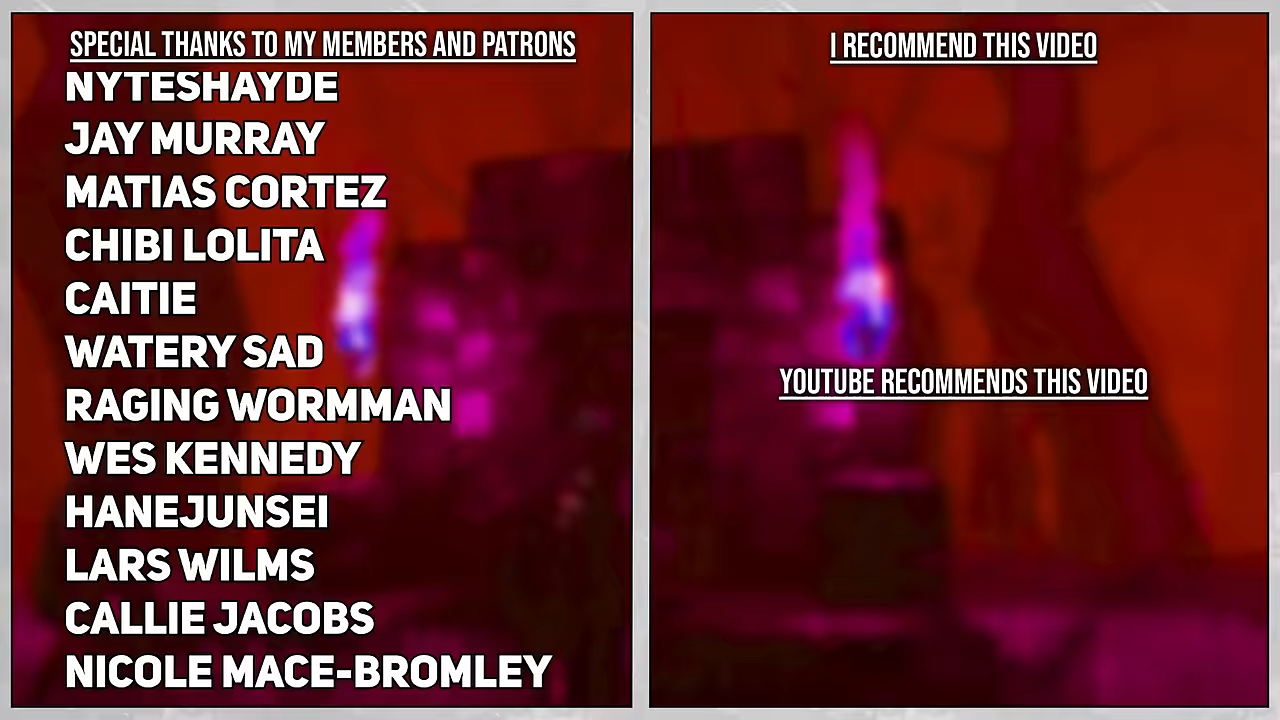 SPECIAL THANKS TO MY MEMBERS AND PATRONS
NYTESHAYDE
JAY MURRAY
MATIAS CORTEZ
CHIBI LOLITA
CAITIE
WATERY SAD
RAGING WORMMAN
WES KENNEDY
HANEJUNSEI
LARS WILMS
CALLIE JACOBS
NICOLE MACE-BROMLEY
I RECOMMEND THIS VIDEO
YOUTUBE RECOMMENDS THIS VIDEO